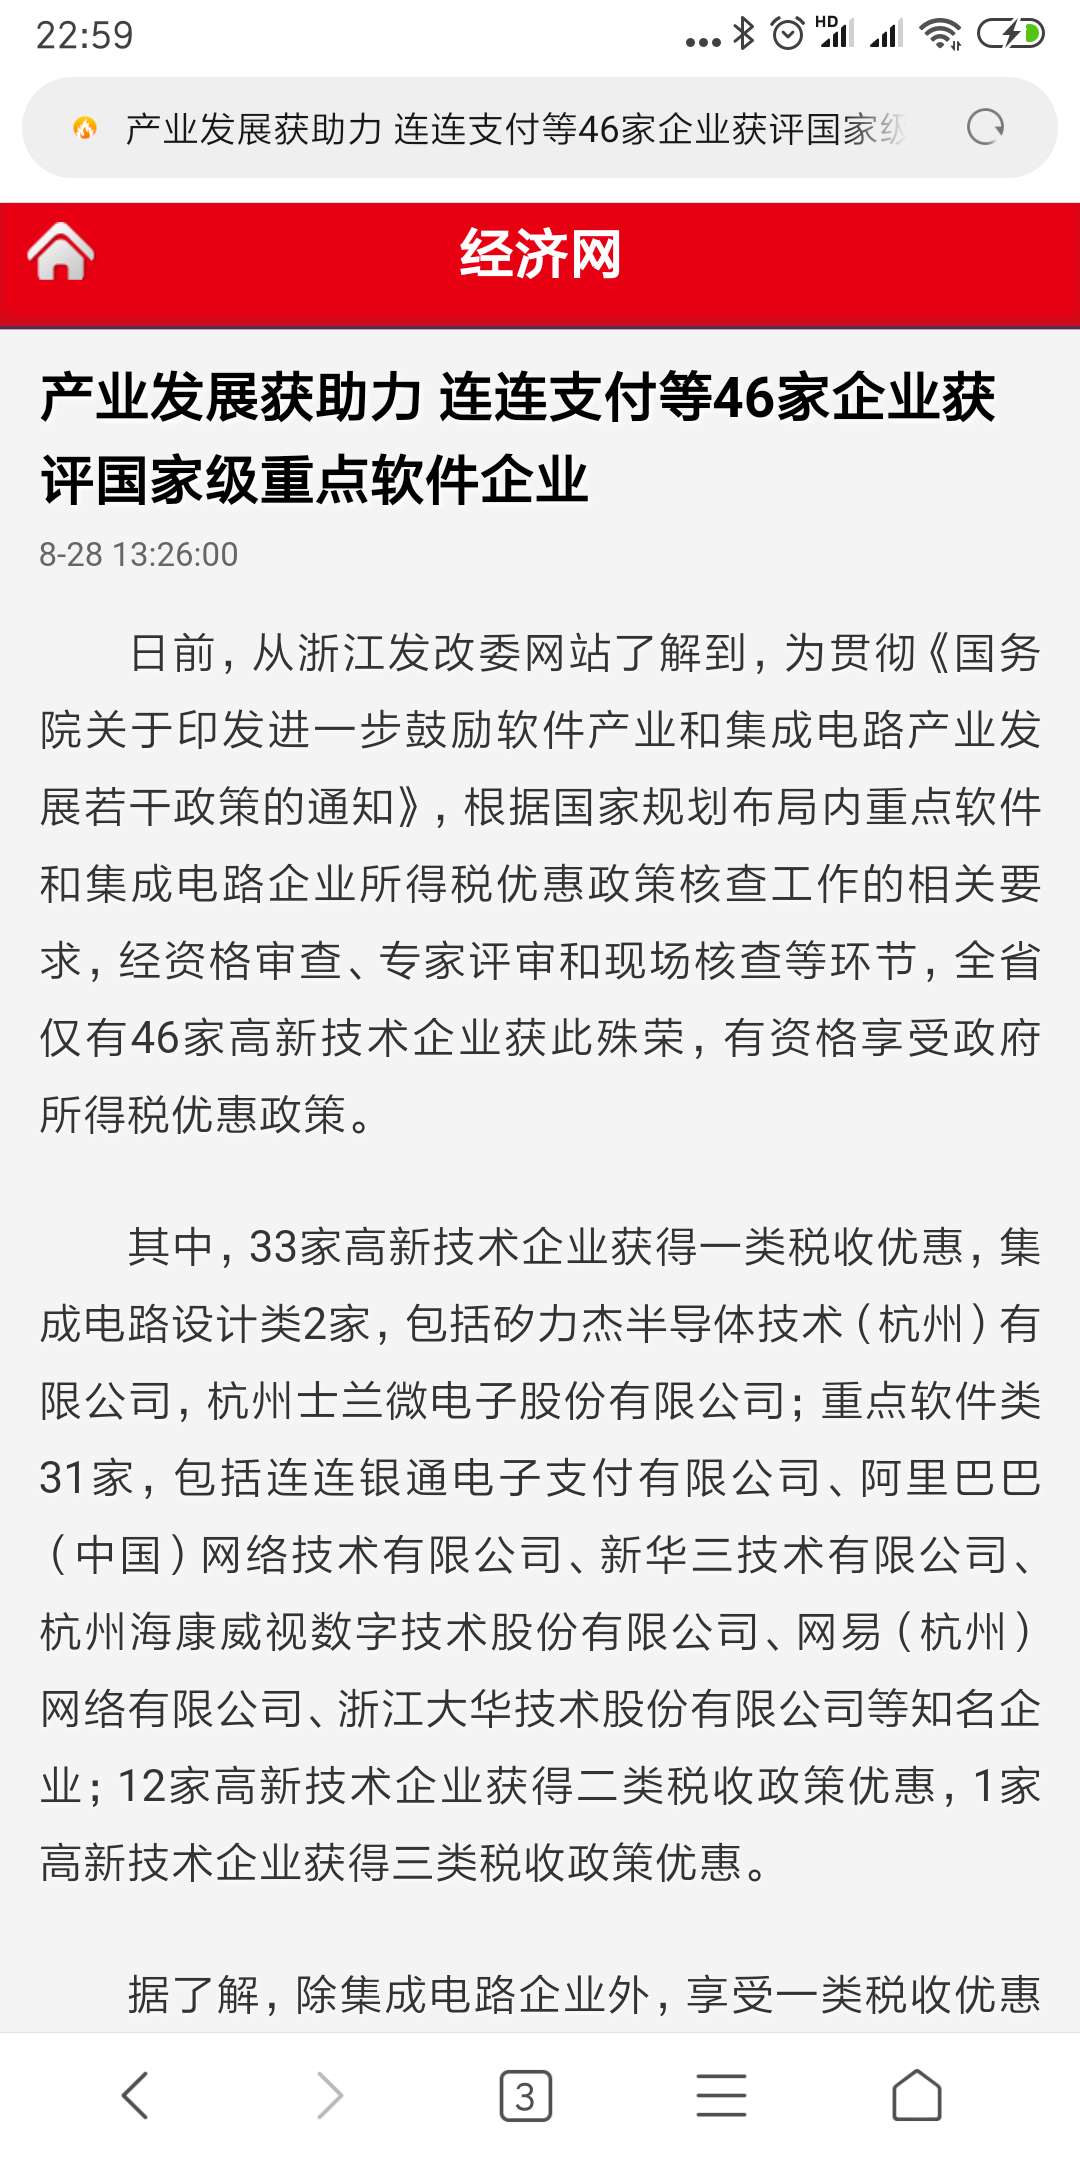 22:59
HD
产业发展获助力 连连支付等46家企业获评国家级
经济网
产业发展获助力 连连支付等46家企业获
评国家级重点软件企业
8-28 13:26:00
日前，从浙江发改委网站了解到，为贯彻《国务
院关于印发进一步鼓励软件产业和集成电路产业发
展若干政策的通知》，根据国家规划布局内重点软件
和集成电路企业所得税优惠政策核查工作的相关要
求，经资格审查、专家评审和现场核查等环节，全省
仅有46家高新技术企业获此殊荣，有资格享受政府
所得税优惠政策。
其中，33家高新技术企业获得一类税收优惠，集
成电路设计类2家，包括矽力杰半导体技术（杭州）有
限公司，杭州士兰微电子股份有限公司；重点软件类
31家，包括连连银通电子支付有限公司、阿里巴巴
（中国）网络技术有限公司、新华三技术有限公司、
杭州海康威视数字技术股份有限公司、网易（杭州）
网络有限公司、浙江大华技术股份有限公司等知名企
业；12家高新技术企业获得二类税收政策优惠，1家
高新技术企业获得三类税收政策优惠。
据了解，除集成电路企业外，享受一类税收优惠
3